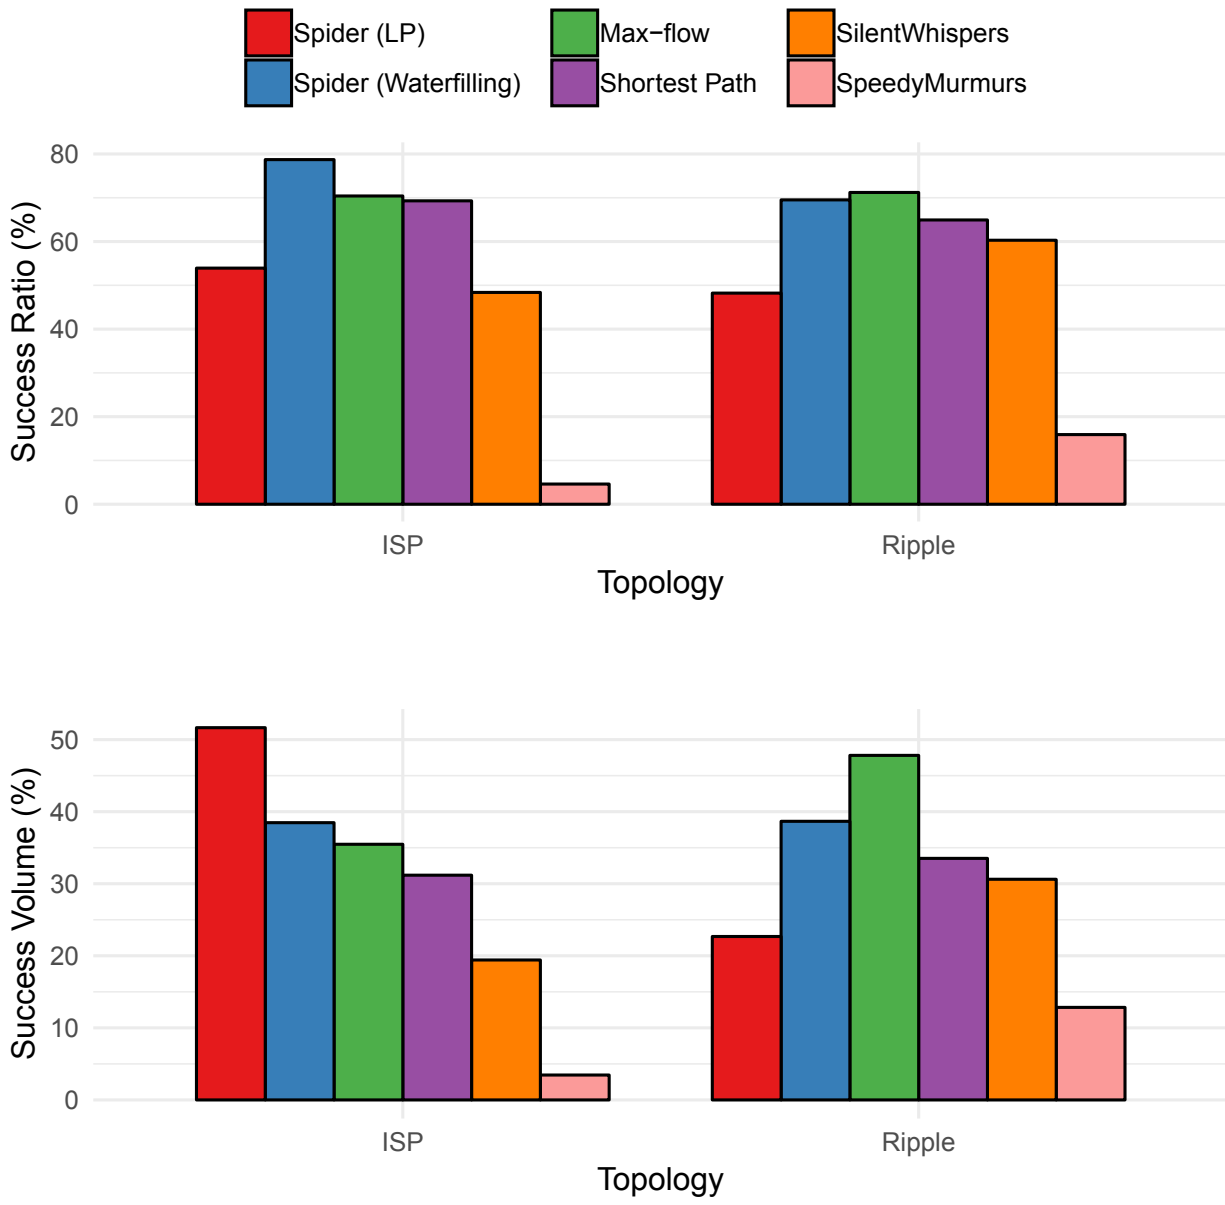 Spider (LP) Max−flow SilentWhispers
Spider (Waterfilling) Shortest Path SpeedyMurmurs
80
60
40
20
0
Success Ratio (%)
ISP Ripple
Topology
50
40
30
20
10
0
Success Volume (%)
ISP Ripple
Topology